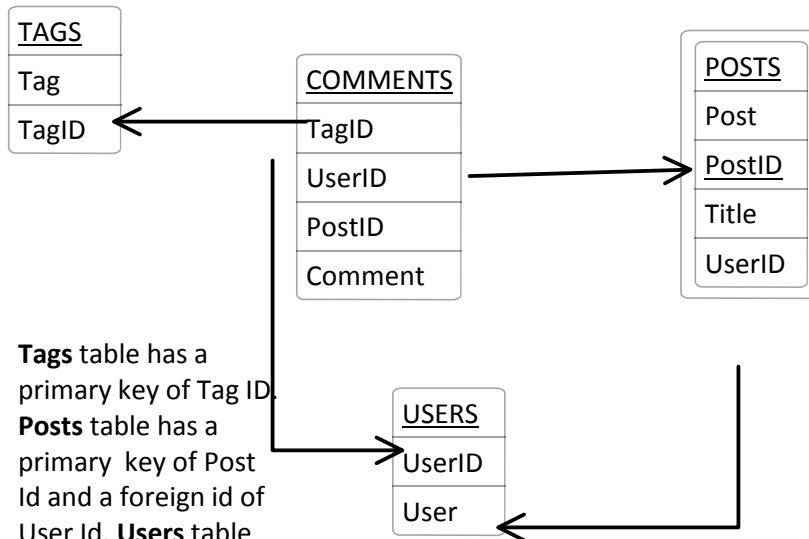 TAGS
Tag
TagID
COMMENTS
TagID
UserID
PostID
Comment
POSTS
Post
PostID
Title
UserID
Tags table has a
primary key of Tag ID.
Posts table has a
primary key of Post
Id and a foreign id of
User Id. Users table
USERS
UserID
User